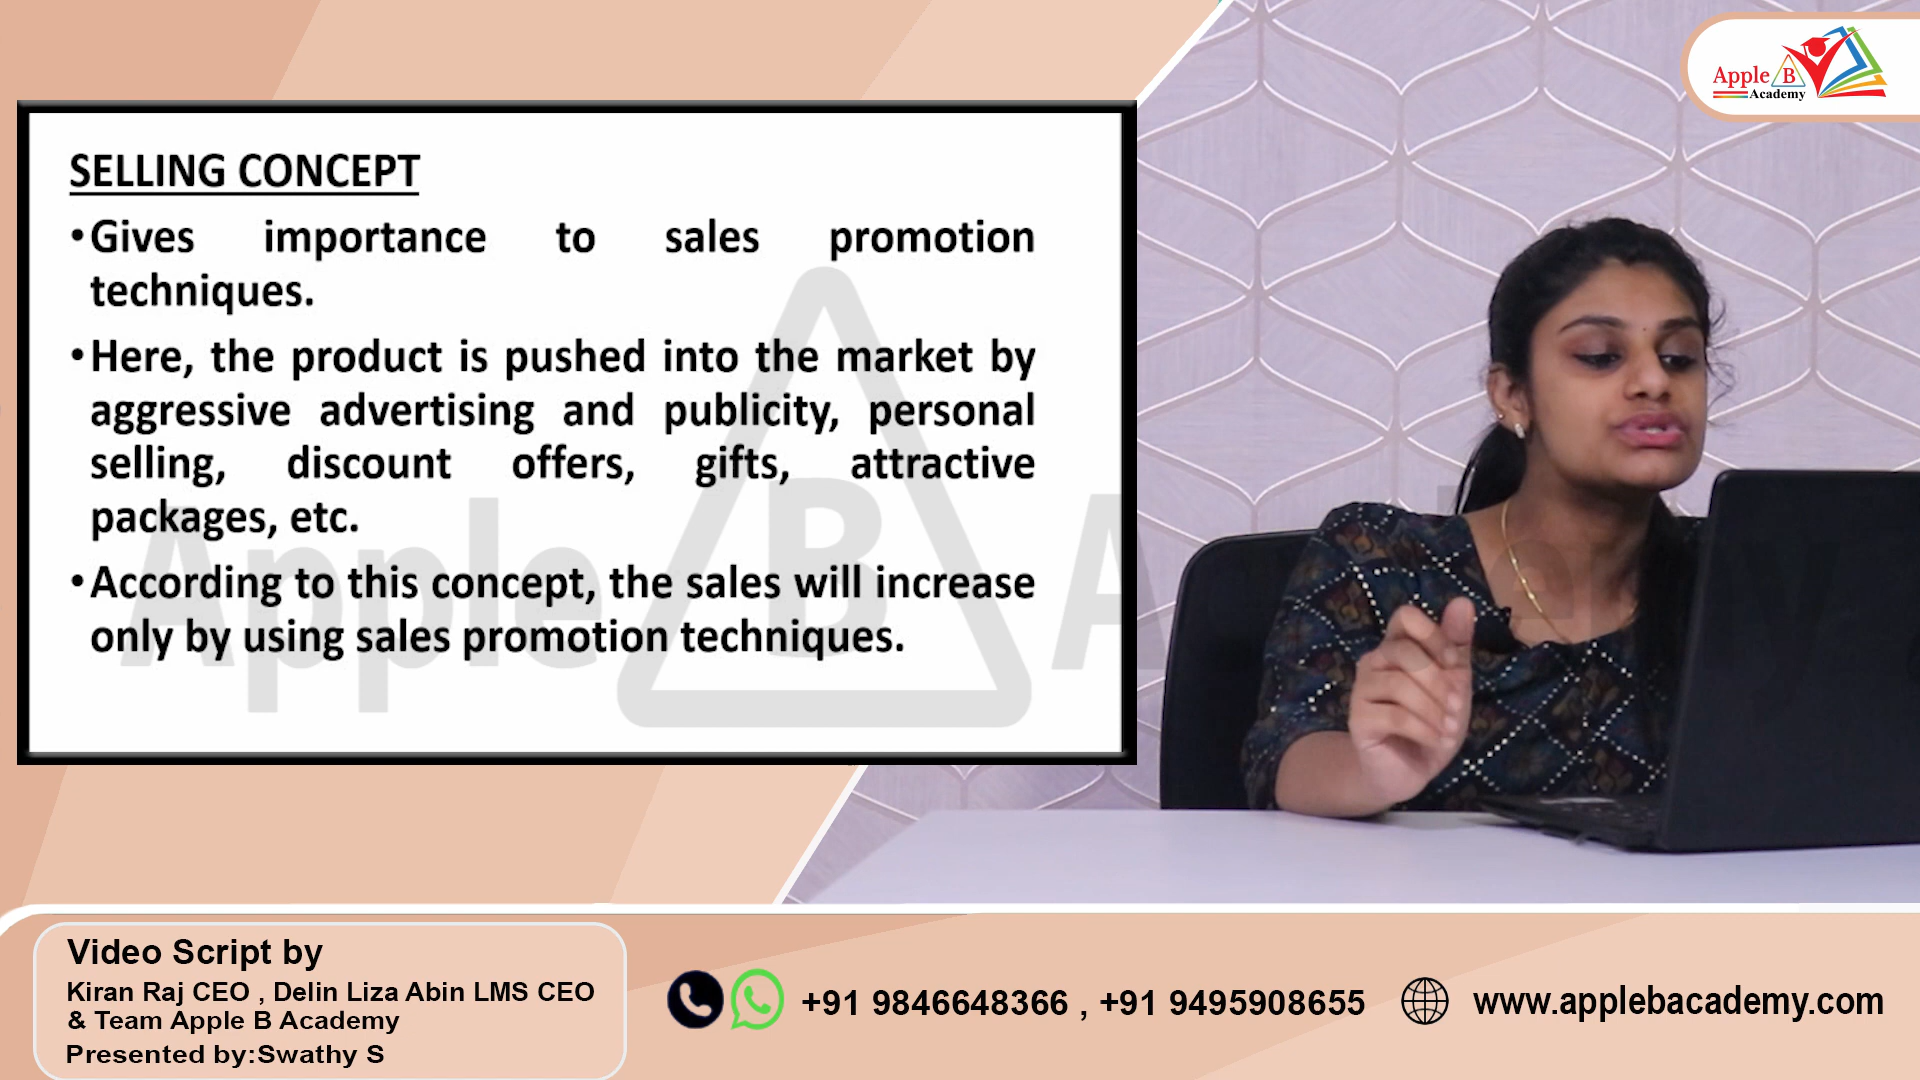 Apple B
Academy
SELLING CONCEPT
•Gives importance to sales promotion
techniques.
•Here, the product is pushed into the market by
aggressive advertising and publicity, personal
selling, discount offers, gifts, attractive
packages, etc.
•According to this concept, the sales will increase
only by using sales promotion techniques.
Apple B Academy
Video Script by
Kiran Raj CEO , Delin Liza Abin LMS CEO
& Team Apple B Academy
Presented by:Swathy S
+91 9846648366 , +91 9495908655
www.applebacademy.com